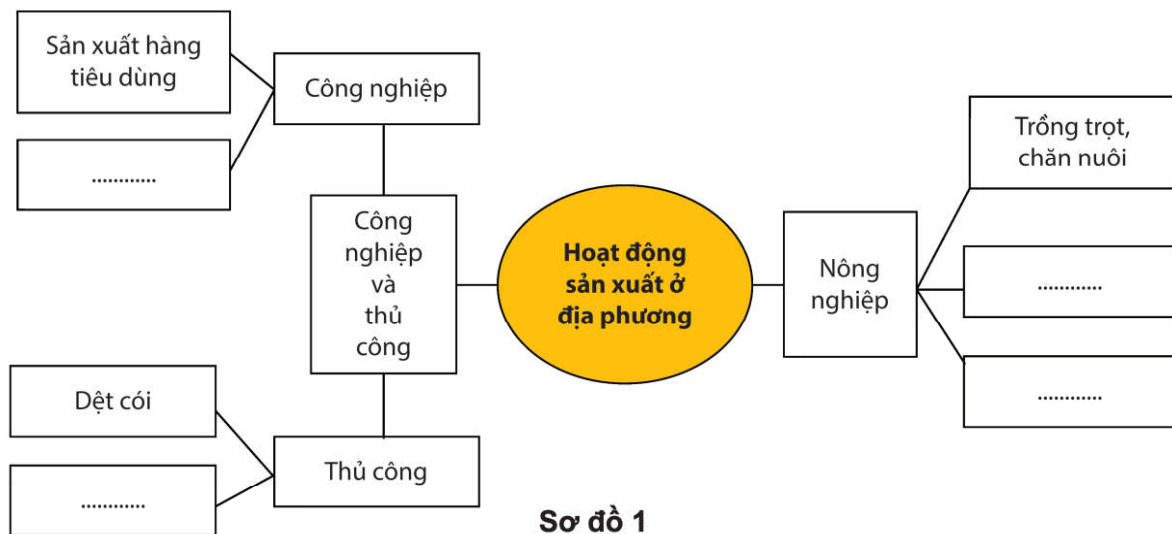 Sản xuất hàng
tiêu dùng
............
Công nghiệp
Công
nghiệp
và
thủ
công
Dệt cói
............
Thủ công
Hoạt động
sản xuất ở
địa phương
Nông
nghiệp
Trồng trọt,
chăn nuôi
............
............
Sơ đồ 1